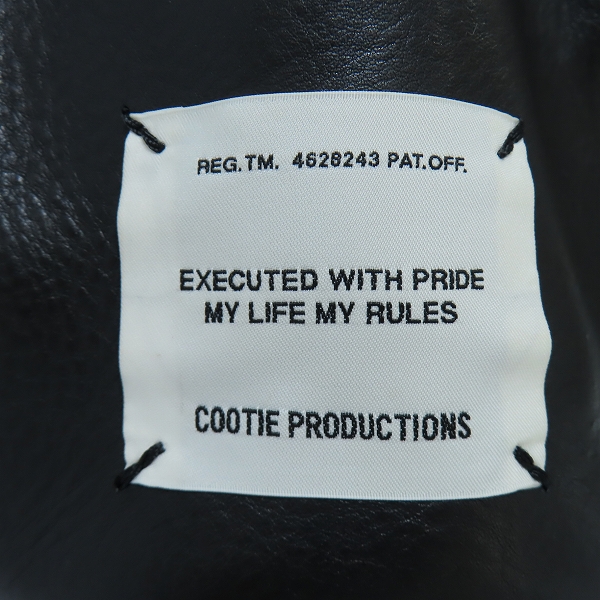 REG.TM. 4628243 PAT.OFF.
EXECUTED WITH PRIDE
MY LIFE MY RULES
COOTIE PRODUCTIONS